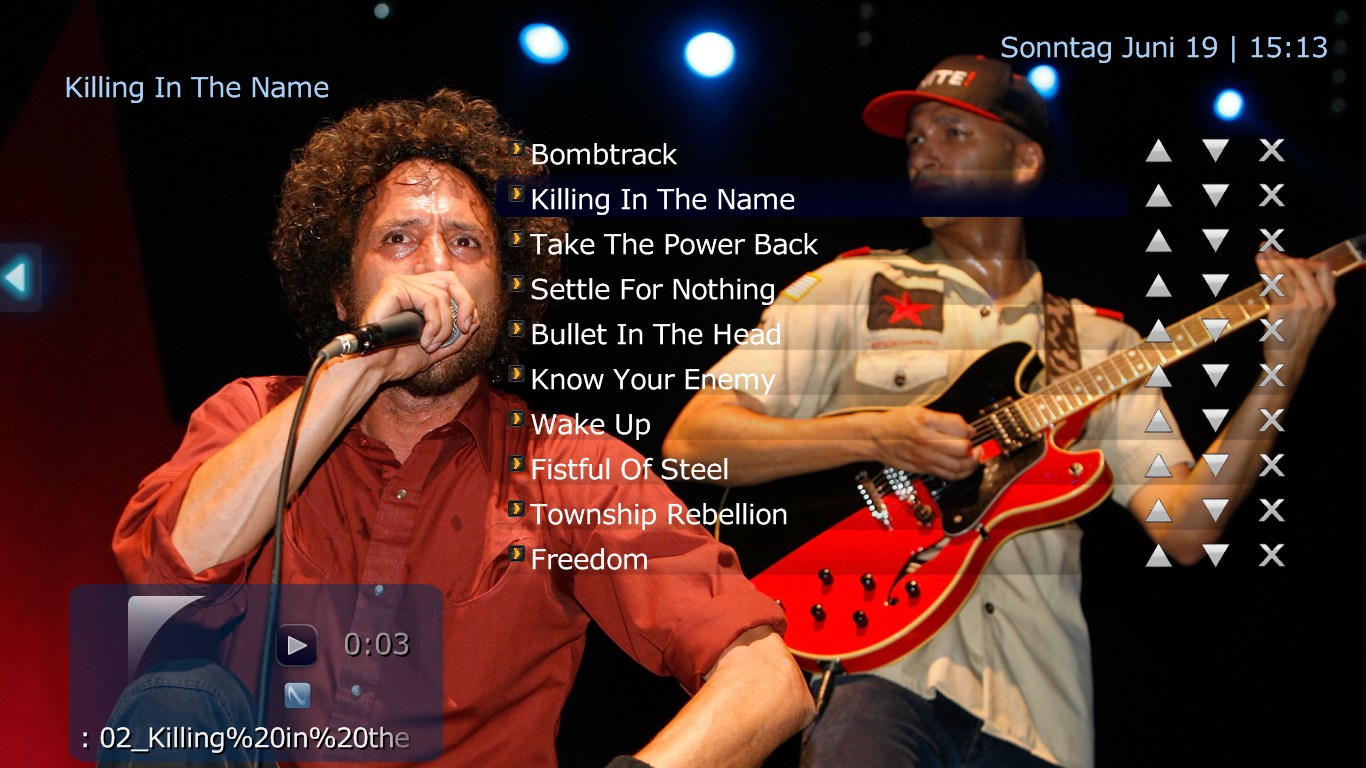 Sonntag Juni 19 | 15:13
Killing In The Name
Bombtrack
Killing In The Name
Take The Power Back
Settle For Nothing
Bullet In The Head
Know Your Enemy
Wake Up
Fistful Of Steel
Township Rebellion
Freedom
0:03
: 02_Killing%20in%20the